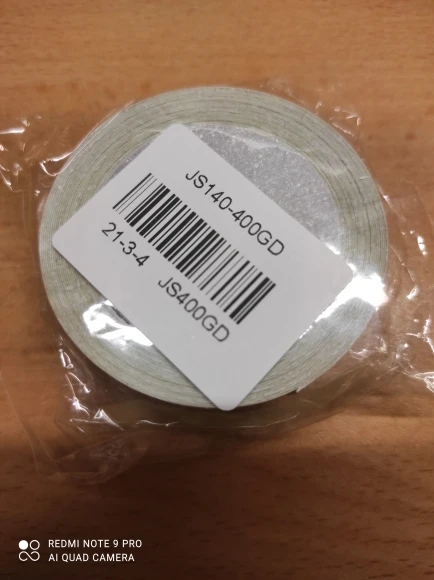 JS140-400GD
21-3-4 JS400GD
REDMI NOTE 9 PRO
AI QUAD CAMERA